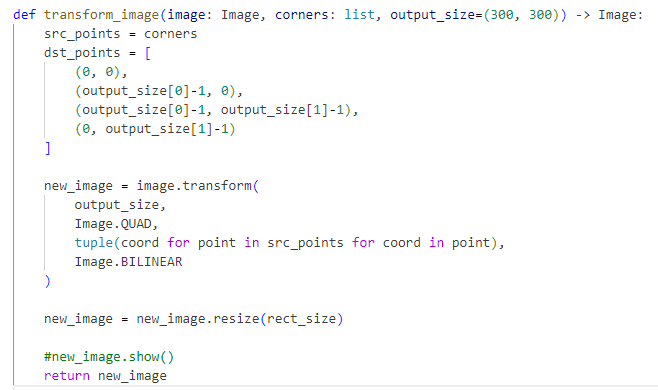 def transform_image(image: Image, corners: list, output_size=(300, 300)) -> Image:
    src_points = corners
    dst_points = [
        (0, 0),
        (output_size[0]-1, 0),
        (output_size[0]-1, output_size[1]-1),
        (0, output_size[1]-1)
    ]

    new_image = image.transform(
        output_size,
        Image.QUAD,
        tuple(coord for point in src_points for coord in point),
        Image.BILINEAR
    )

    new_image = new_image.resize(rect_size)

    #new_image.show()
    return new_image